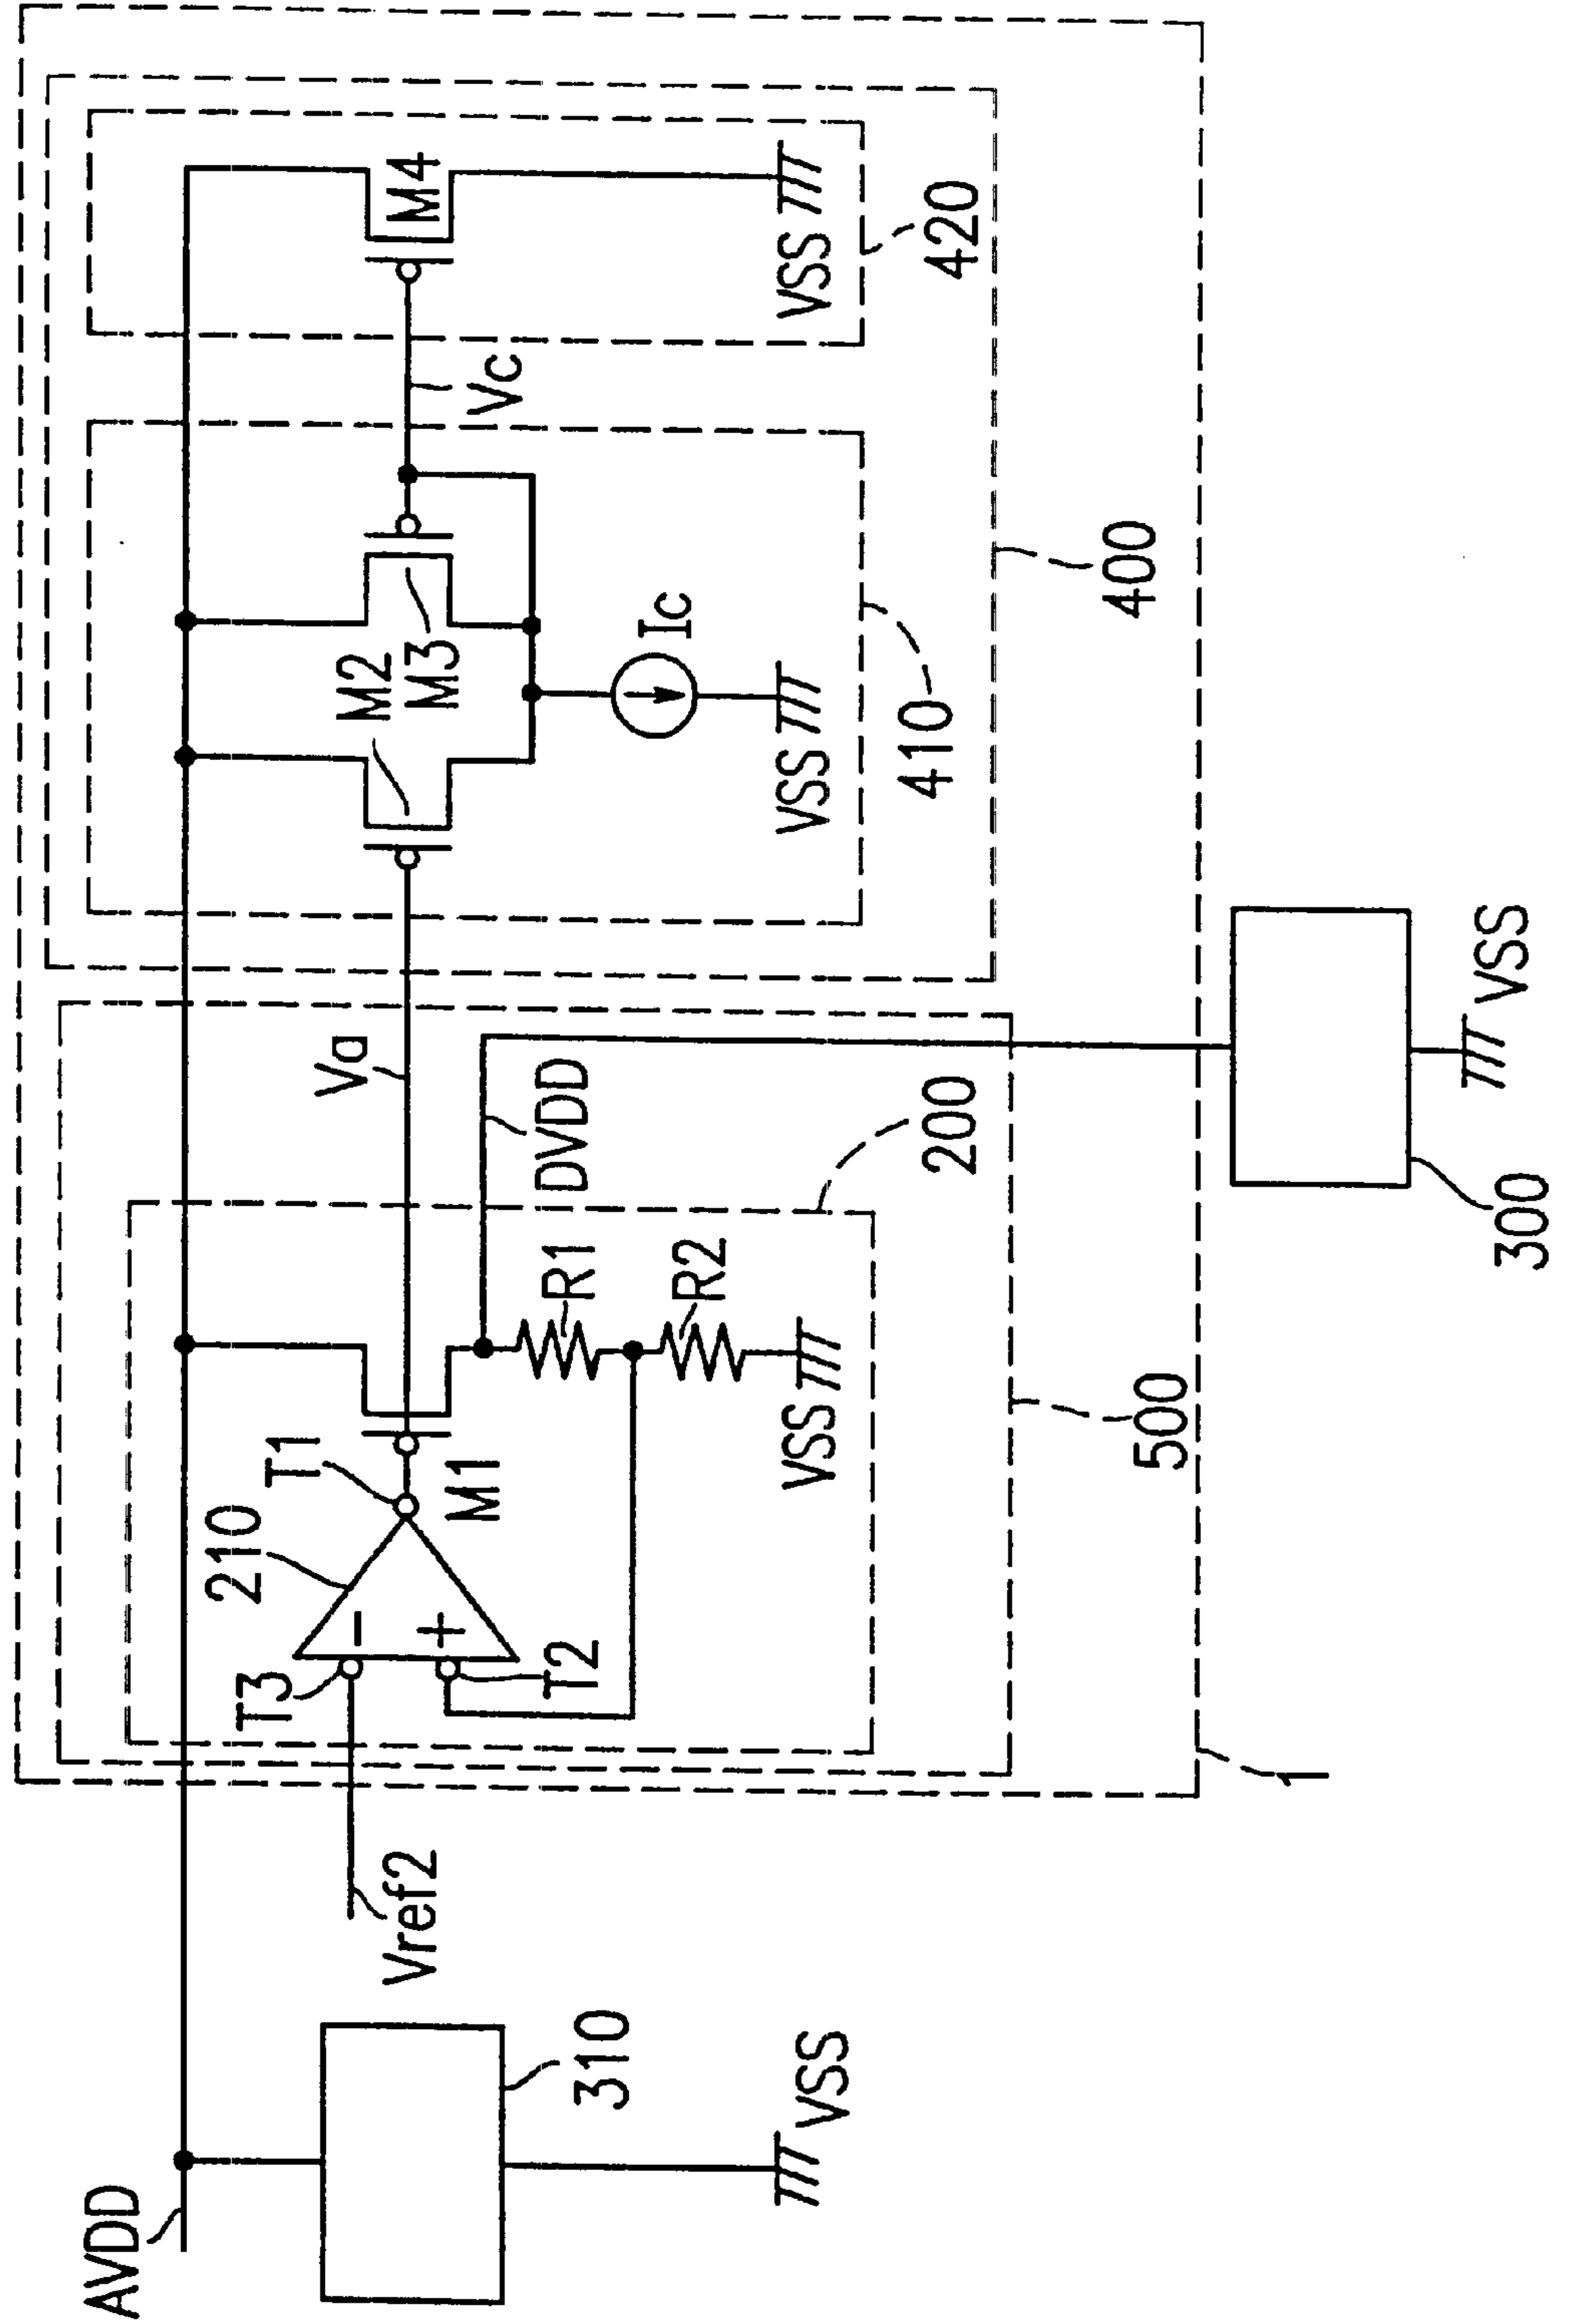 AVDD
310
VSS
Vref2
T3
T2
210
T1
M1
R1
R2
VSS
DVDD
Va
200
500
M2
M3
Ic
VSS
410
Vc
M4
VSS
420
400
300
VSS
1